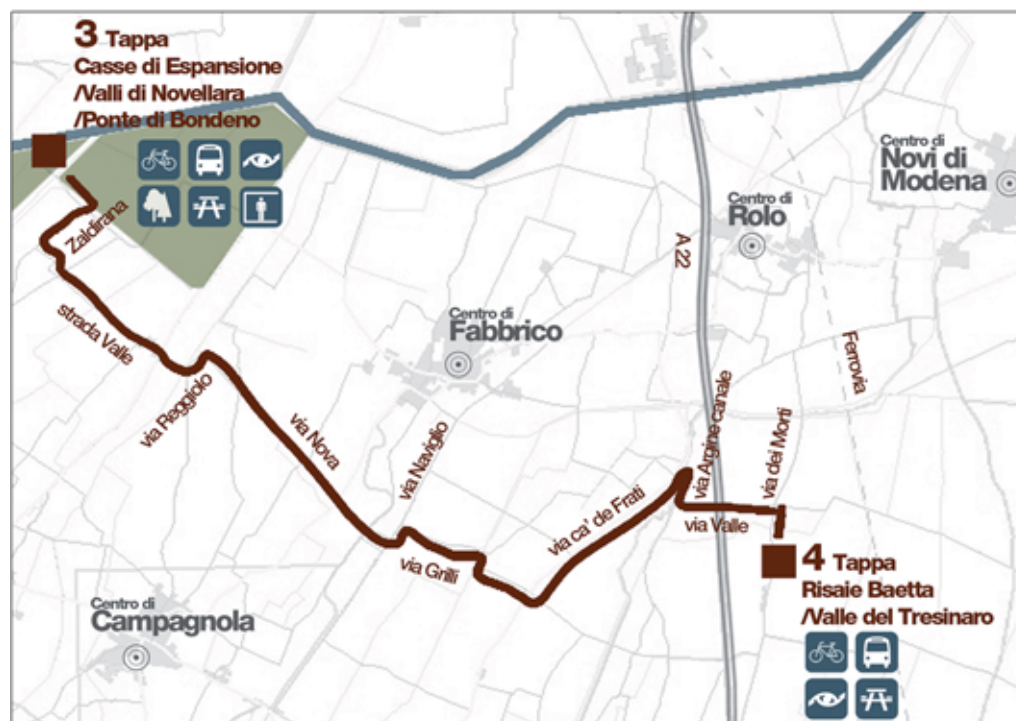 3 Tappa
Casse di Espansione
/Valli di Novellara
/Ponte di Bondeno
Centro di
Novi di
Modena
Centro di
Rolo
Zaldirana
A 22
strada Valle
Centro di
Fabbrico
Ferrovia
via Reggiolo
via Nova
via Naviglio
via Argine canale
via dei Morti
via ca' de Frati
via Valle
via Grilli
4 Tappa
Risaie Baetta
/Valle del Tresinaro
Centro di
Campagnola